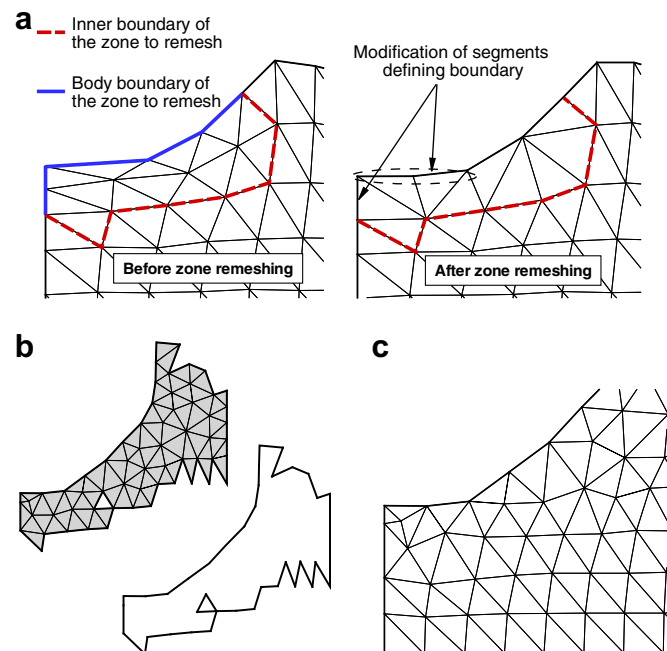 a
Inner boundary of
the zone to remesh
Body boundary of
the zone to remesh
Modification of segments
defining boundary
Before zone remeshing
After zone remeshing
b
c